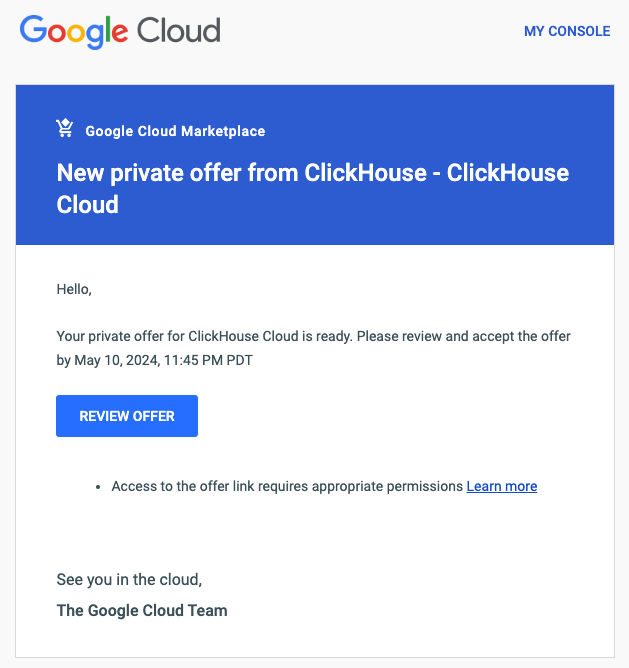 Google Cloud
MY CONSOLE
Google Cloud Marketplace
New private offer from ClickHouse - ClickHouse
Cloud
Hello,
Your private offer for ClickHouse Cloud is ready. Please review and accept the offer
by May 10, 2024, 11:45 PM PDT
REVIEW OFFER
• Access to the offer link requires appropriate permissions Learn more
See you in the cloud,
The Google Cloud Team